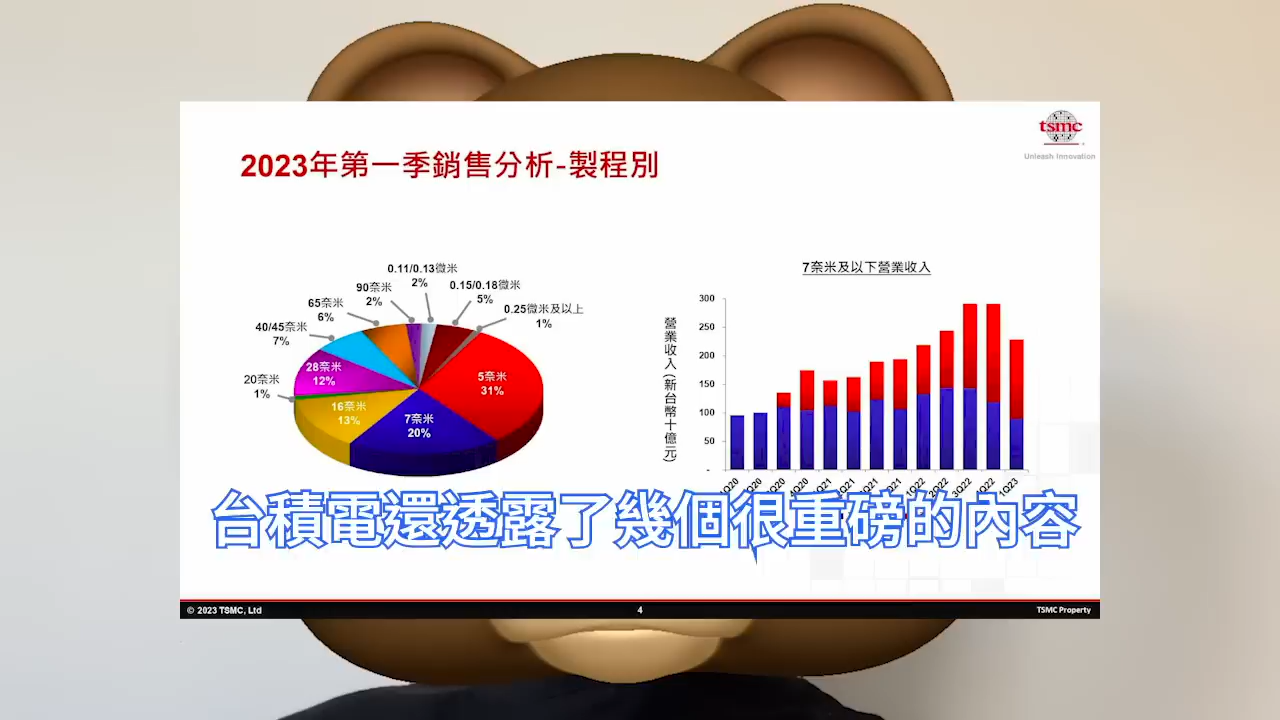 tsmc
Unleash Innovation
2023年第一季銷售分析-製程別
0.11/0.13微米
2%
0.15/0.18微米
5%
0.25微米及以上
1%
90奈米
2%
65奈米
6%
40/45奈米
7%
28奈米
12%
20奈米
1%
16奈米
13%
7奈米
20%
5奈米
31%
7奈米及以下營業收入
營業收入(新台幣十億元)
300
250
200
150
100
50
-
1Q23
台積電還透露了幾個很重磅的內容
© 2023 TSMC, Ltd
4
TSMC Property